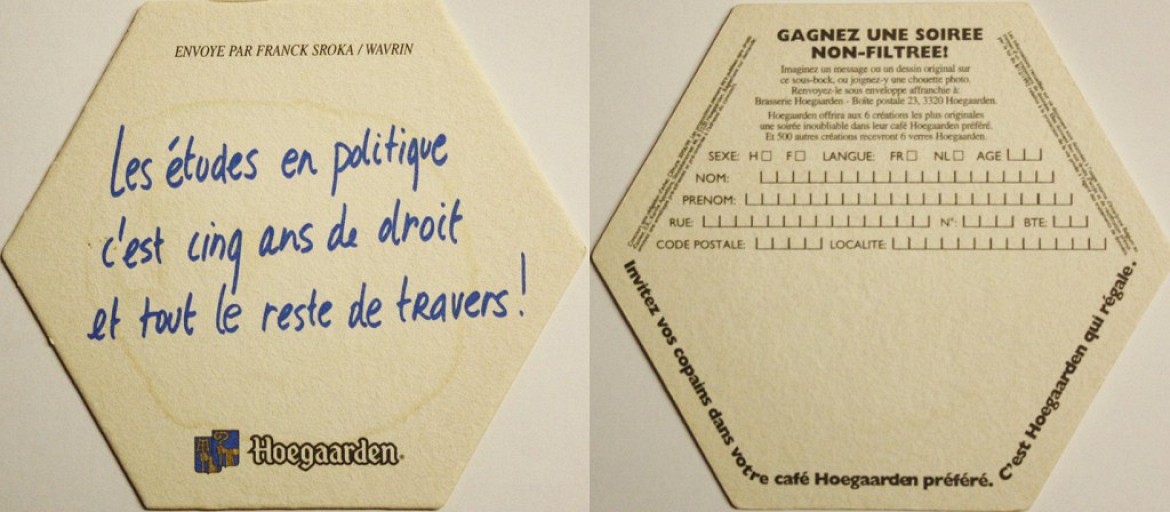 ENVOYE PAR FRANCK SROKA / WAVRIN
Les études en politique
c'est cinq ans de droit
et tout le reste de travers!
Hoegaarden
GAGNEZ UNE SOIREE
NON-FILTREE!
Imaginez un message ou un dessin original sur
ce sous-bock, ou joignez-y une chouette photo.
Renvoyez-le sous enveloppe affranchie à:
Brasserie Hoegaarden - Boîte postale 23, 3320 Hoegaarden.
Hoegaarden offrira aux 6 créations les plus originales
une soirée inoubliable dans leur café Hoegaarden préféré.
Et 500 autres créations recevront 6 verres Hoegaarden.
SEXE: H F LANGUE: FR NL AGE
NOM:
PRENOM:
RUE: N°: BTE:
CODE POSTALE: LOCALITE:
Invitez vos copains dans votre café Hoegaarden préféré. C'est Hoegaarden qui régale.